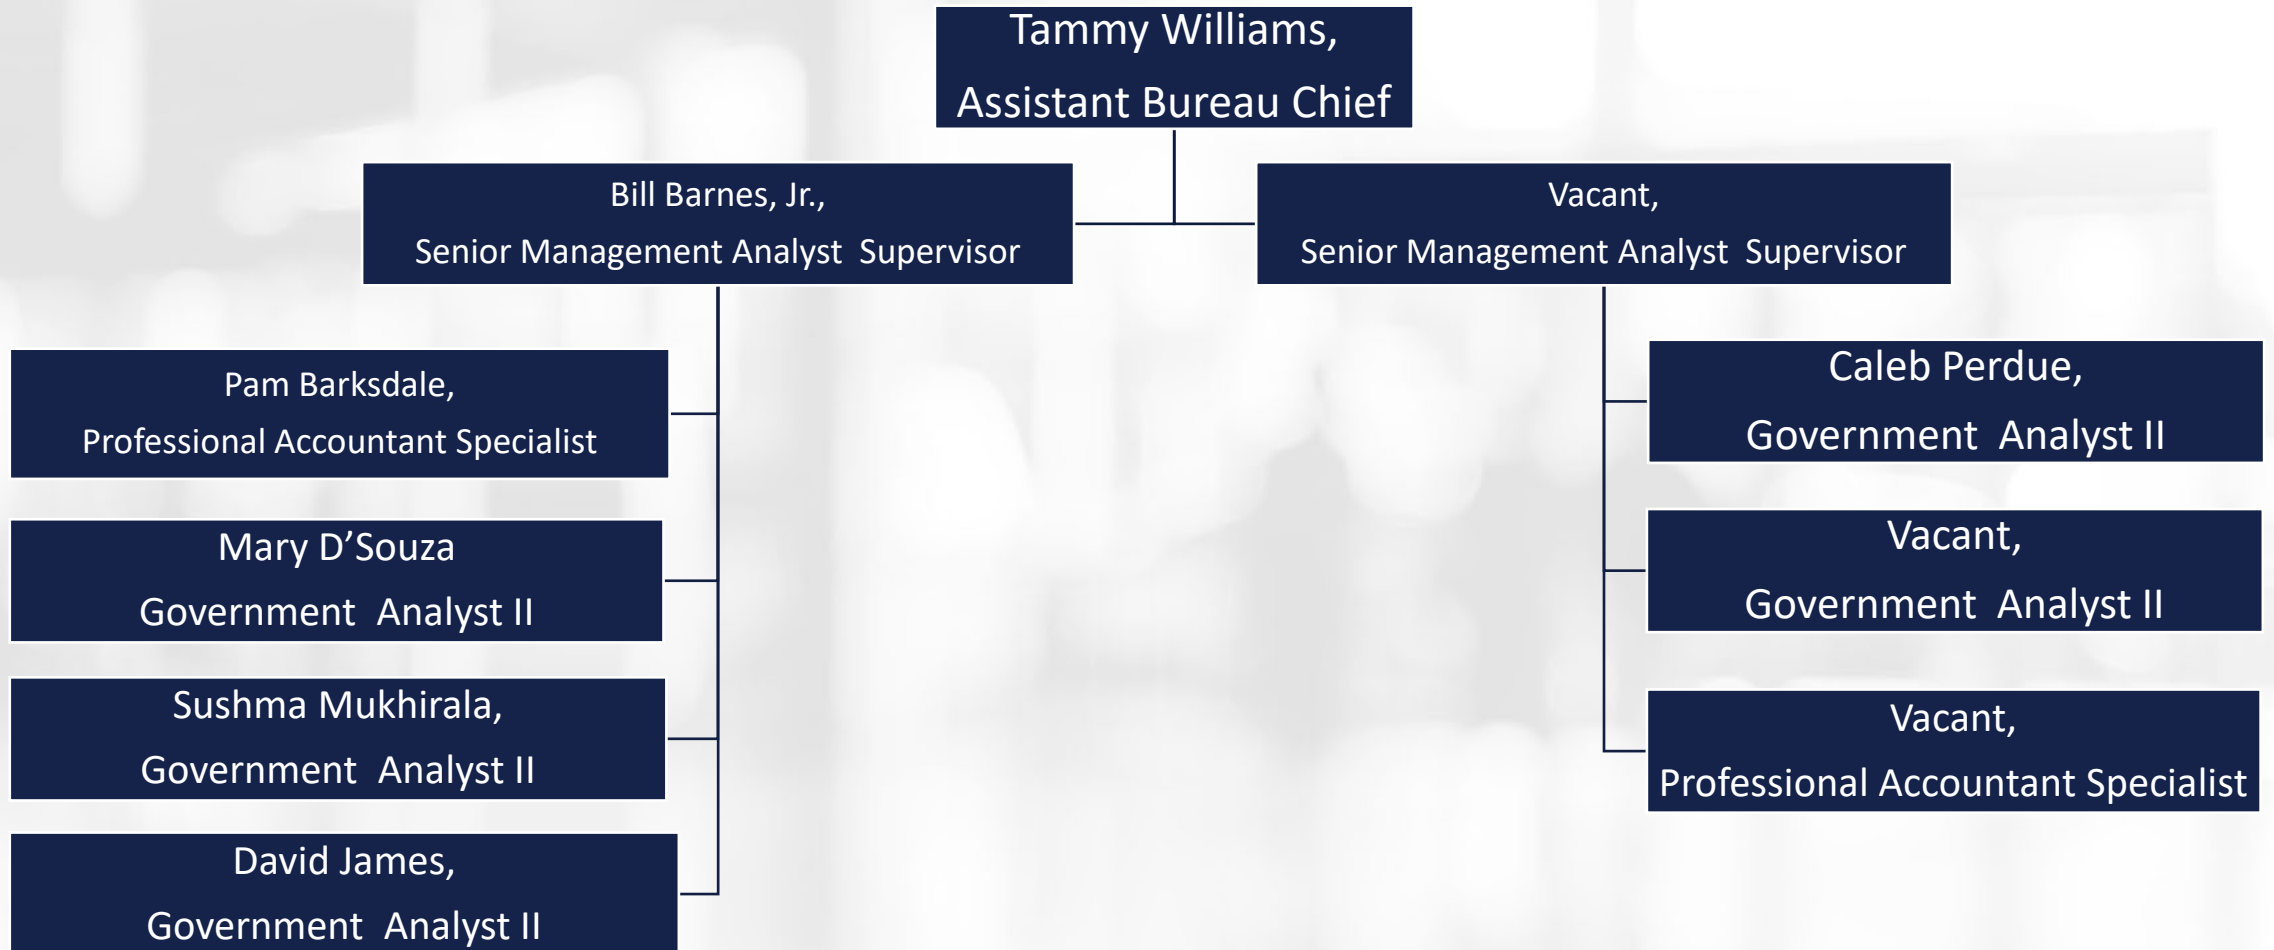 Tammy Williams,
Assistant Bureau Chief
Bill Barnes, Jr.,
Senior Management Analyst  Supervisor
Vacant,
Senior Management Analyst  Supervisor
Pam Barksdale,
Professional Accountant Specialist
Mary D’Souza
Government  Analyst II
Sushma Mukhirala,
Government  Analyst II
David James,
Government  Analyst II
Caleb Perdue,
Government  Analyst II
Vacant,
Government  Analyst II
Vacant,
Professional Accountant Specialist